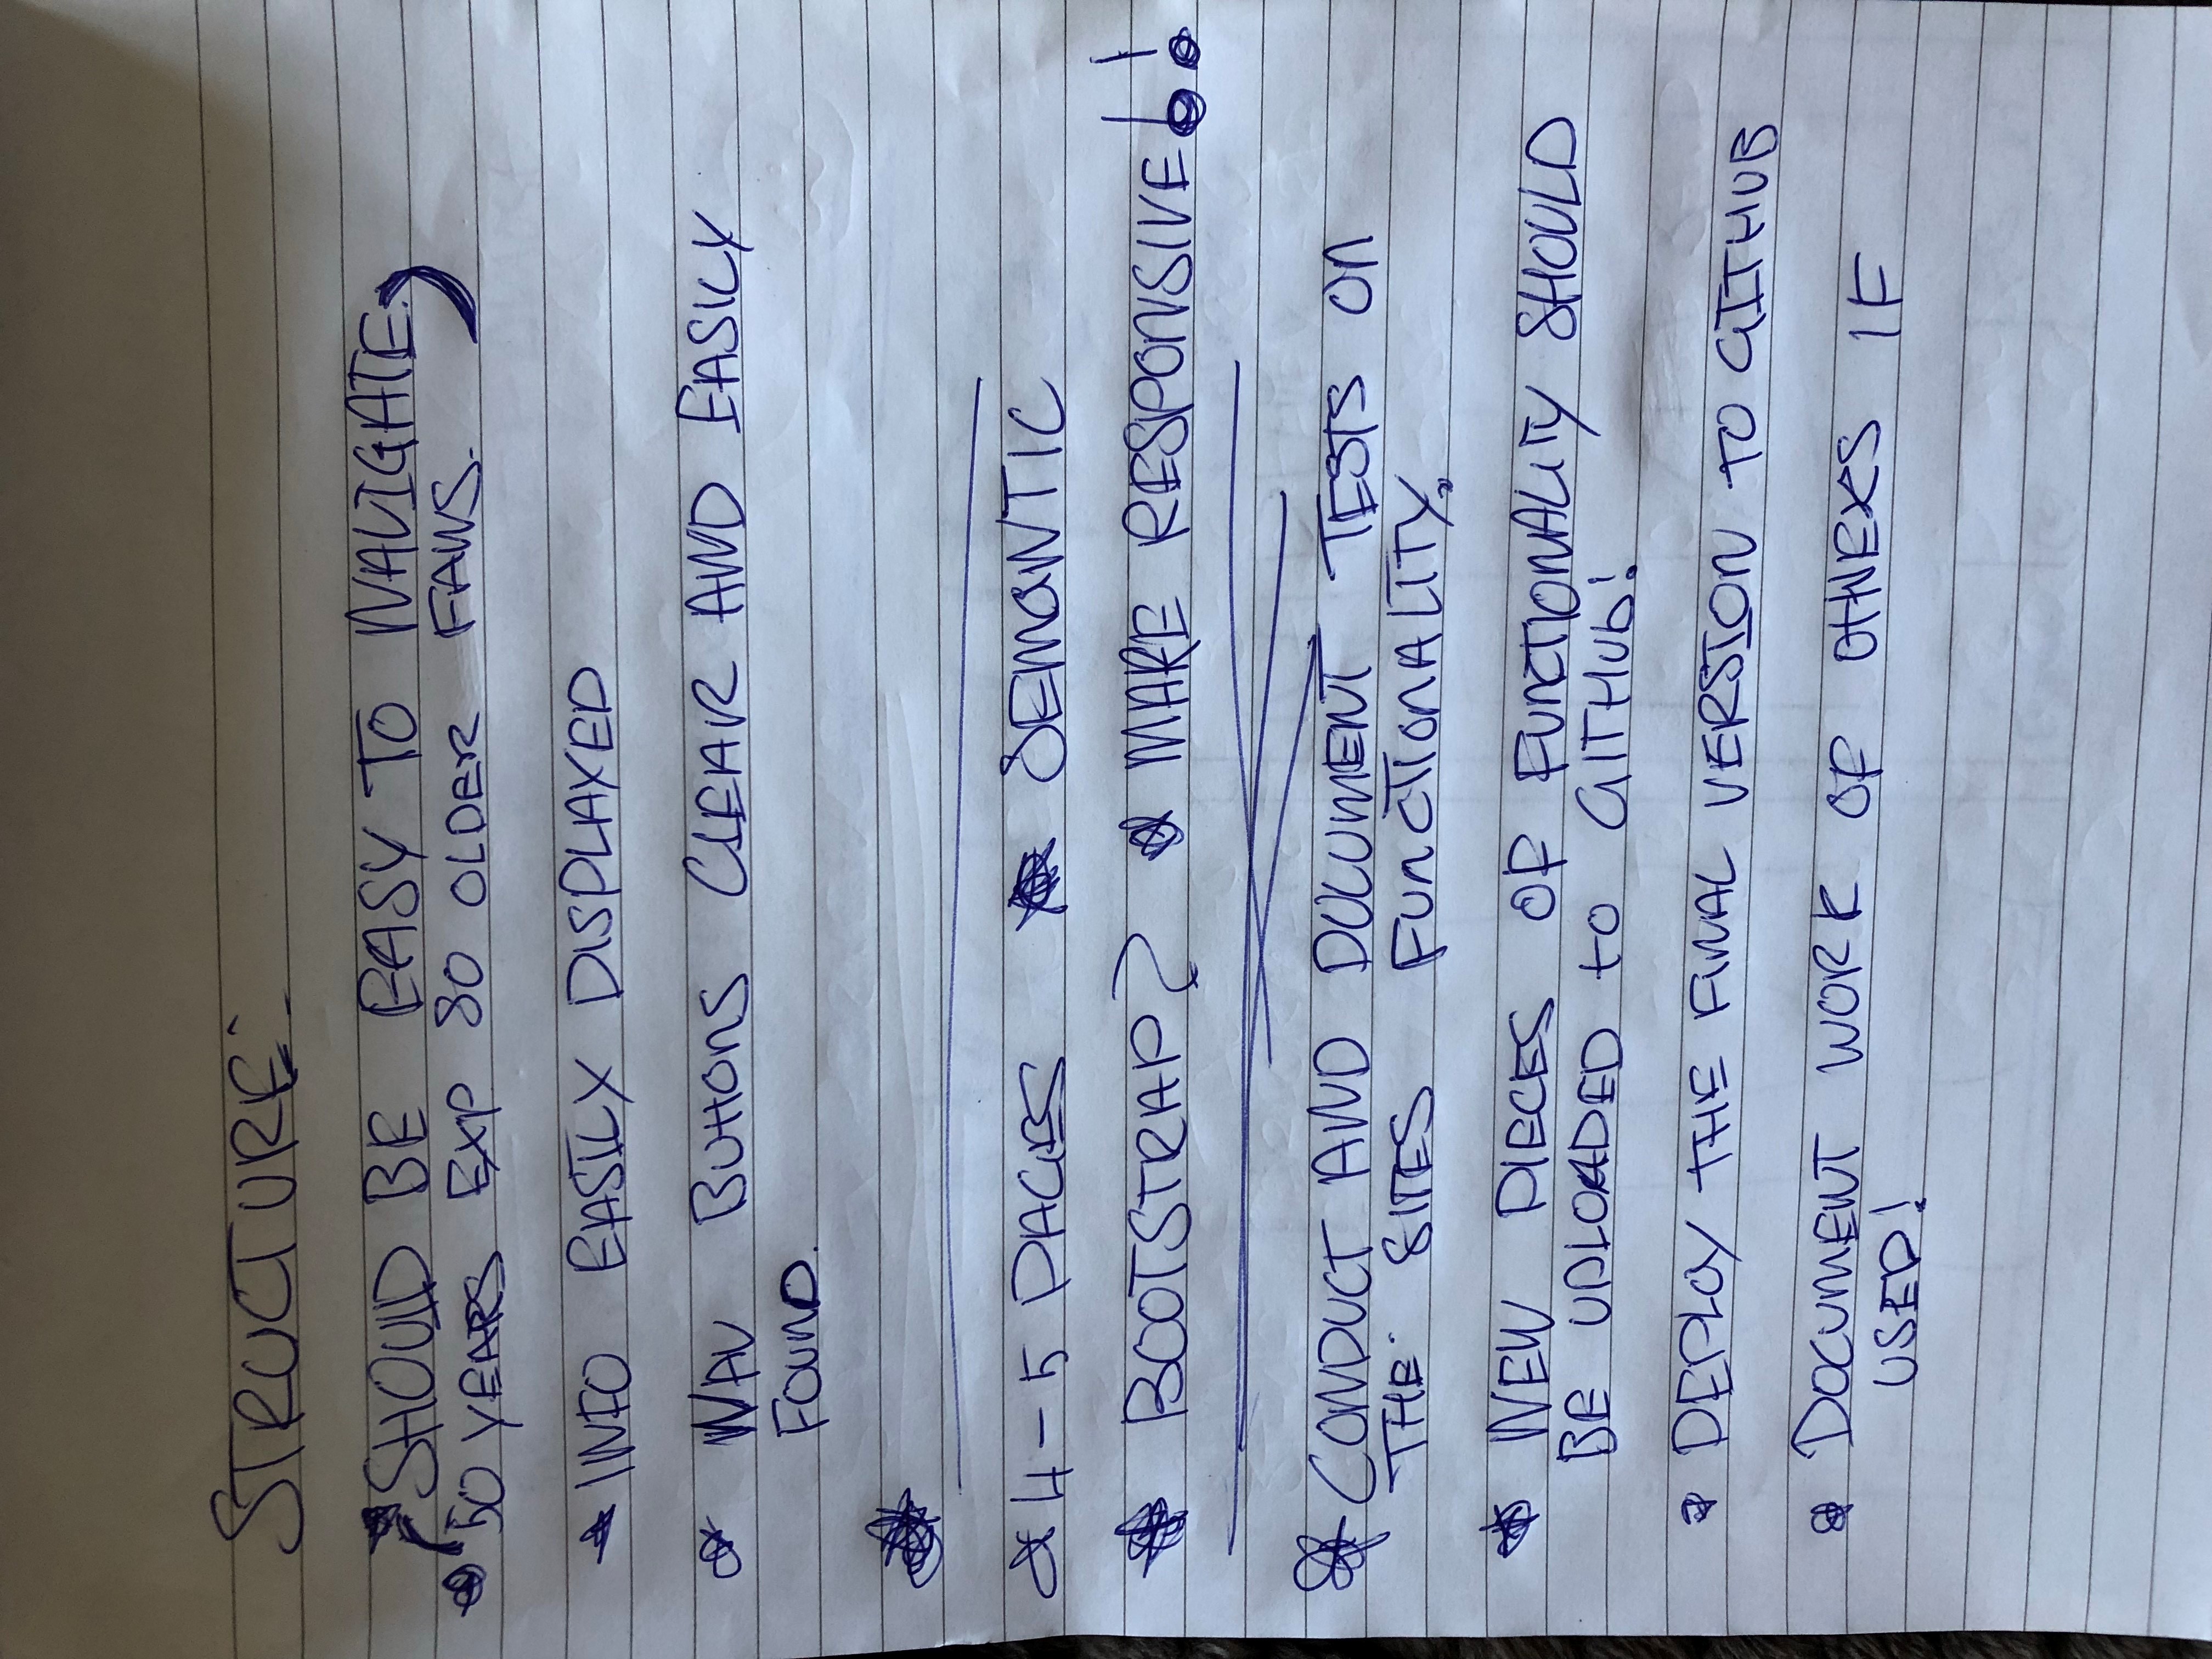 STRUCTURE:
* SHOULD BE EASY TO NAVIGATE)
* (50 YEARS EXP SO OLDER FANS.
* INFO EASILY DISPLAYED
* NAV BUttONS CLEAR AND EASILY
FOUND.
*
* 4-5 PAGES * SEMANTIC
* BOOTSTRAP? * MAKE RESPONSIVE!!
* CONDUCT AND DOCUMENT TESTS ON
THE SITES FUNCTIONALITY.
* NEW PIECES OF FUNCTIONALITY SHOULD
BE UPLOADED tO GITHUb!
* DEPLOY THE FINAL VERSION TO GITHUB
* DOCUMENT WORK OF OTHERS IF
USED!